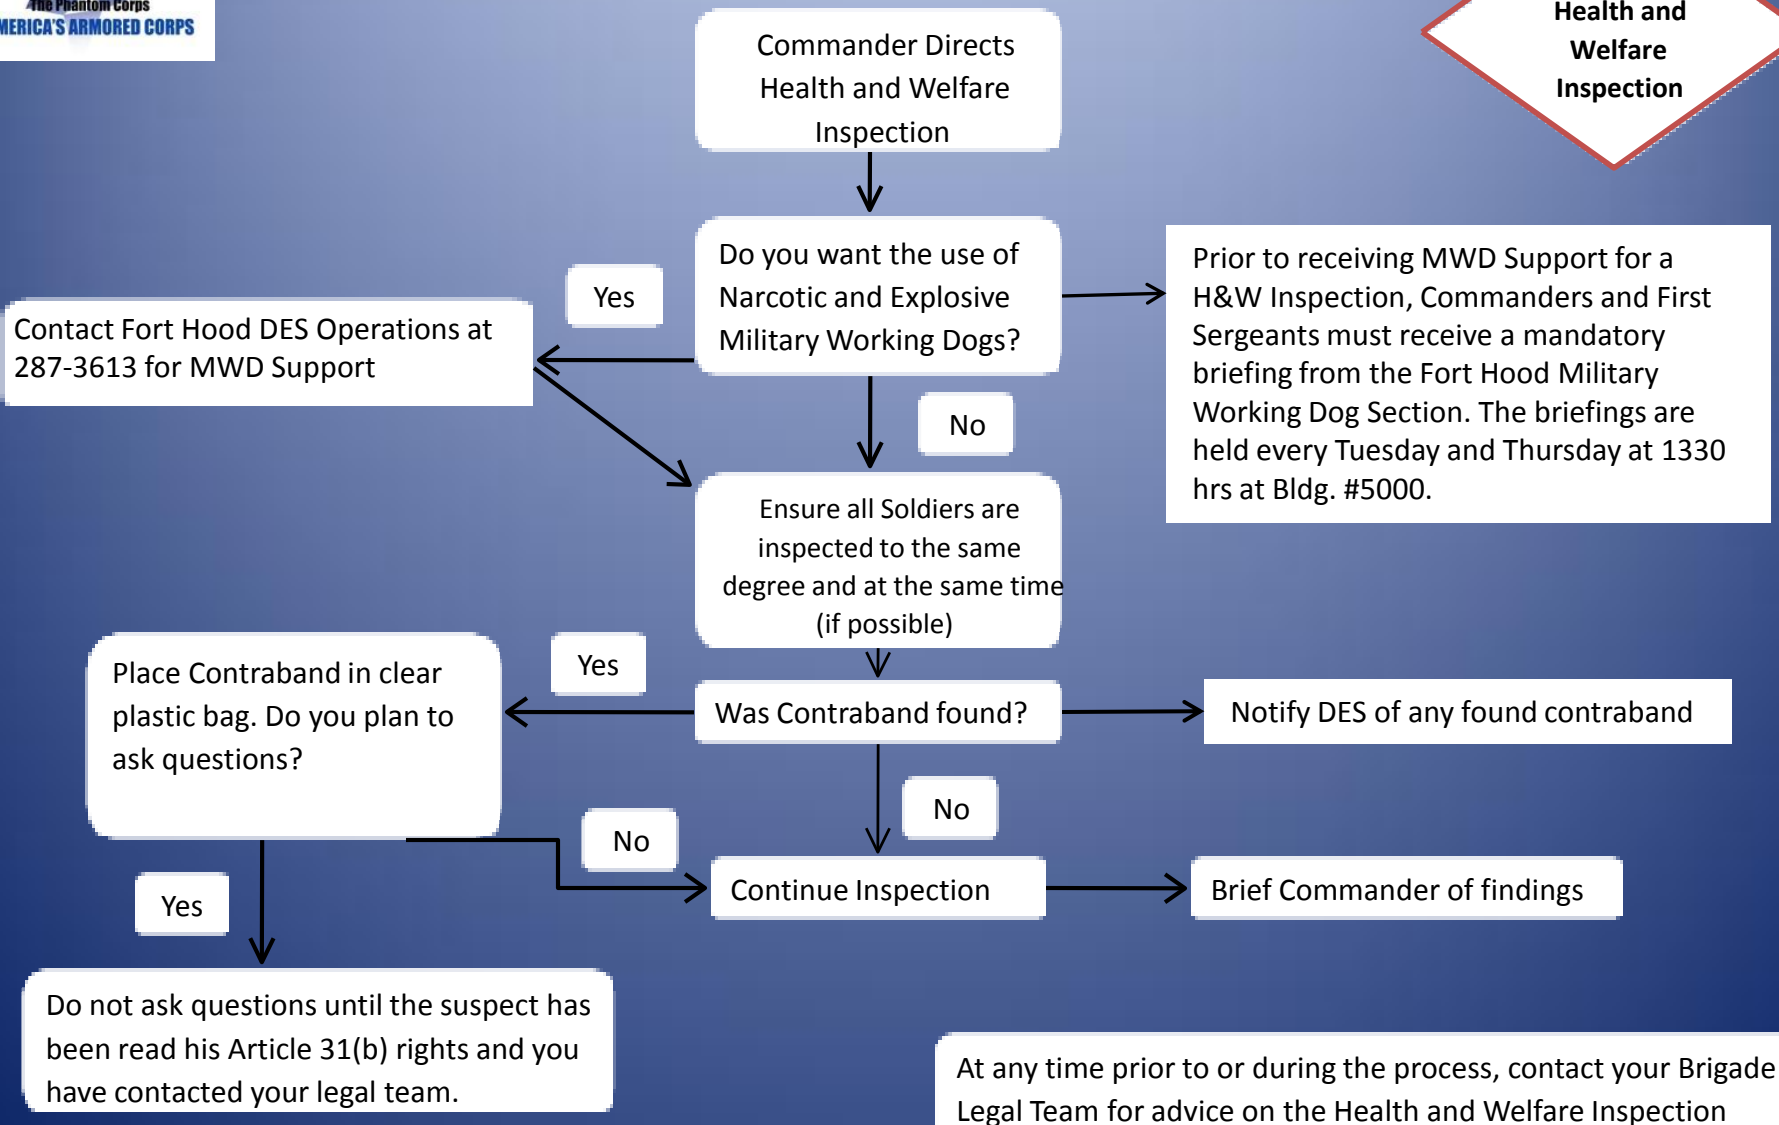 The Phantom Corps
AMERICA'S ARMORED CORPS
Health and
Welfare
Inspection
Commander Directs
Health and Welfare
Inspection
Do you want the use of
Narcotic and Explosive
Military Working Dogs?
Yes
Contact Fort Hood DES Operations at
287-3613 for MWD Support
Prior to receiving MWD Support for a
H&W Inspection, Commanders and First
Sergeants must receive a mandatory
briefing from the Fort Hood Military
Working Dog Section. The briefings are
held every Tuesday and Thursday at 1330
hrs at Bldg. #5000.
No
Ensure all Soldiers are
inspected to the same
degree and at the same time
(if possible)
Yes
Place Contraband in clear
plastic bag. Do you plan to
ask questions?
Was Contraband found?
Notify DES of any found contraband
No
No
Continue Inspection
Brief Commander of findings
Yes
Do not ask questions until the suspect has
been read his Article 31(b) rights and you
have contacted your legal team.
At any time prior to or during the process, contact your Brigade
Legal Team for advice on the Health and Welfare Inspection